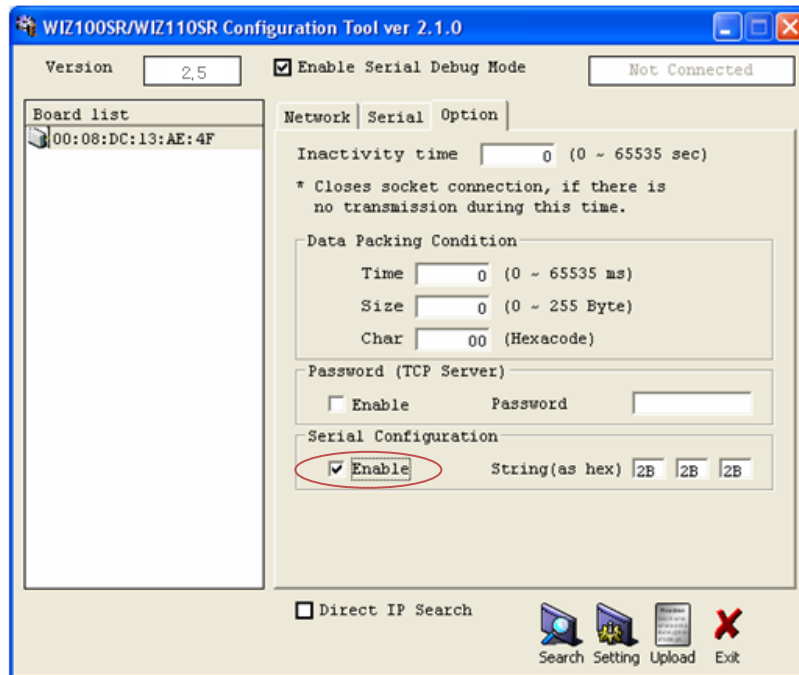 WIZ100SR/WIZ110SR Configuration Tool ver 2.1.0
Version 2,5 Enable Serial Debug Mode Not Connected
Board list
00:08:DC:13:AE:4F
Network Serial Option
Inactivity time 0 (0 ~ 65535 sec)
* Closes socket connection, if there is
no transmission during this time.
Data Packing Condition
Time 0 (0 ~ 65535 ms)
Size 0 (0 ~ 255 Byte)
Char 00 (Hexacode)
Password (TCP Server)
Enable Password
Serial Configuration
Enable String(as hex) 2B 2B 2B
Direct IP Search
Search Setting Upload Exit